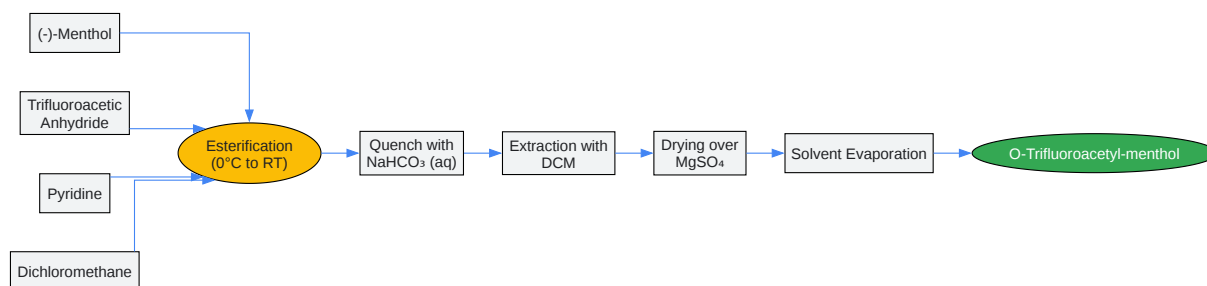 (-)-Menthol
Trifluoroacetic
Anhydride
Pyridine
Dichloromethane
Esterification
(0°C to RT)
Quench with
NaHCO₃ (aq)
Extraction with
DCM
Drying over
MgSO₄
Solvent Evaporation
O-Trifluoroacetyl-menthol